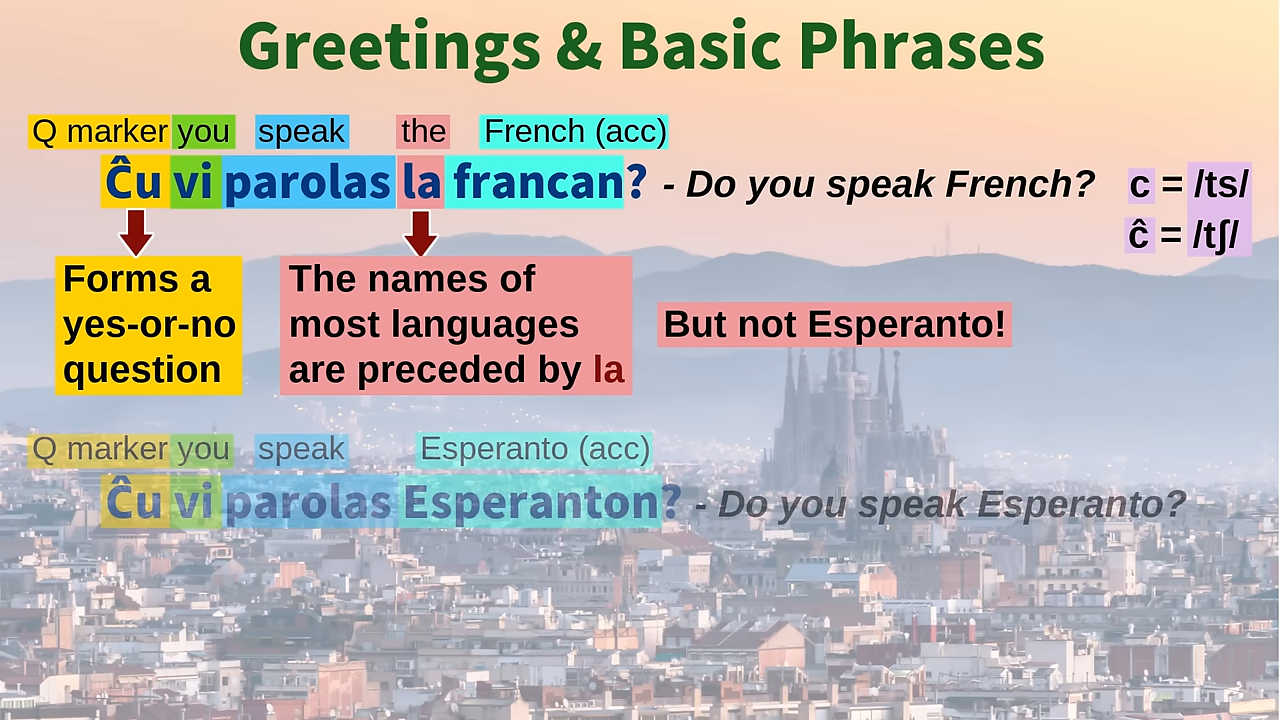 Greetings & Basic Phrases
Q marker you speak the French (acc)
Ĉu vi parolas la francan? - Do you speak French?
c = /ts/
ĉ = /tʃ/
Forms a
yes-or-no
question
The names of
most languages
are preceded by la
But not Esperanto!
Q marker you speak Esperanto (acc)
Ĉu vi parolas Esperanton? - Do you speak Esperanto?